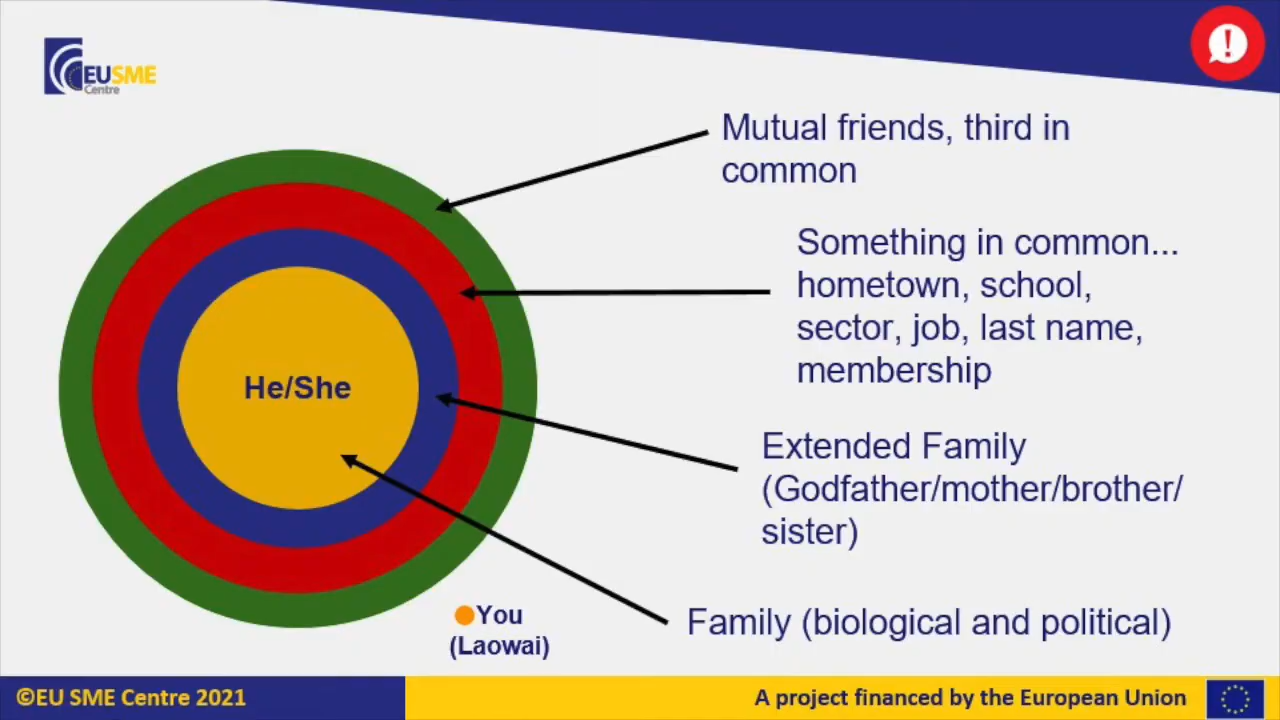 EUSME
Centre
Mutual friends, third in
common
Something in common...
hometown, school,
sector, job, last name,
membership
He/She
Extended Family
(Godfather/mother/brother/
sister)
You
(Laowai)
Family (biological and political)
©EU SME Centre 2021
A project financed by the European Union